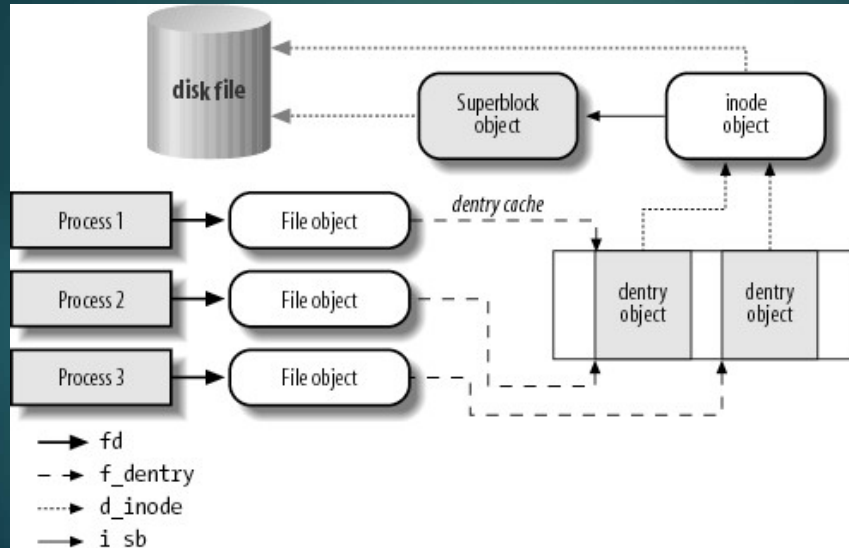 disk file
Superblock
object
inode
object
Process 1
File object
dentry cache
Process 2
File object
dentry
object
dentry
object
Process 3
File object
fd
f_dentry
d_inode
i_sb